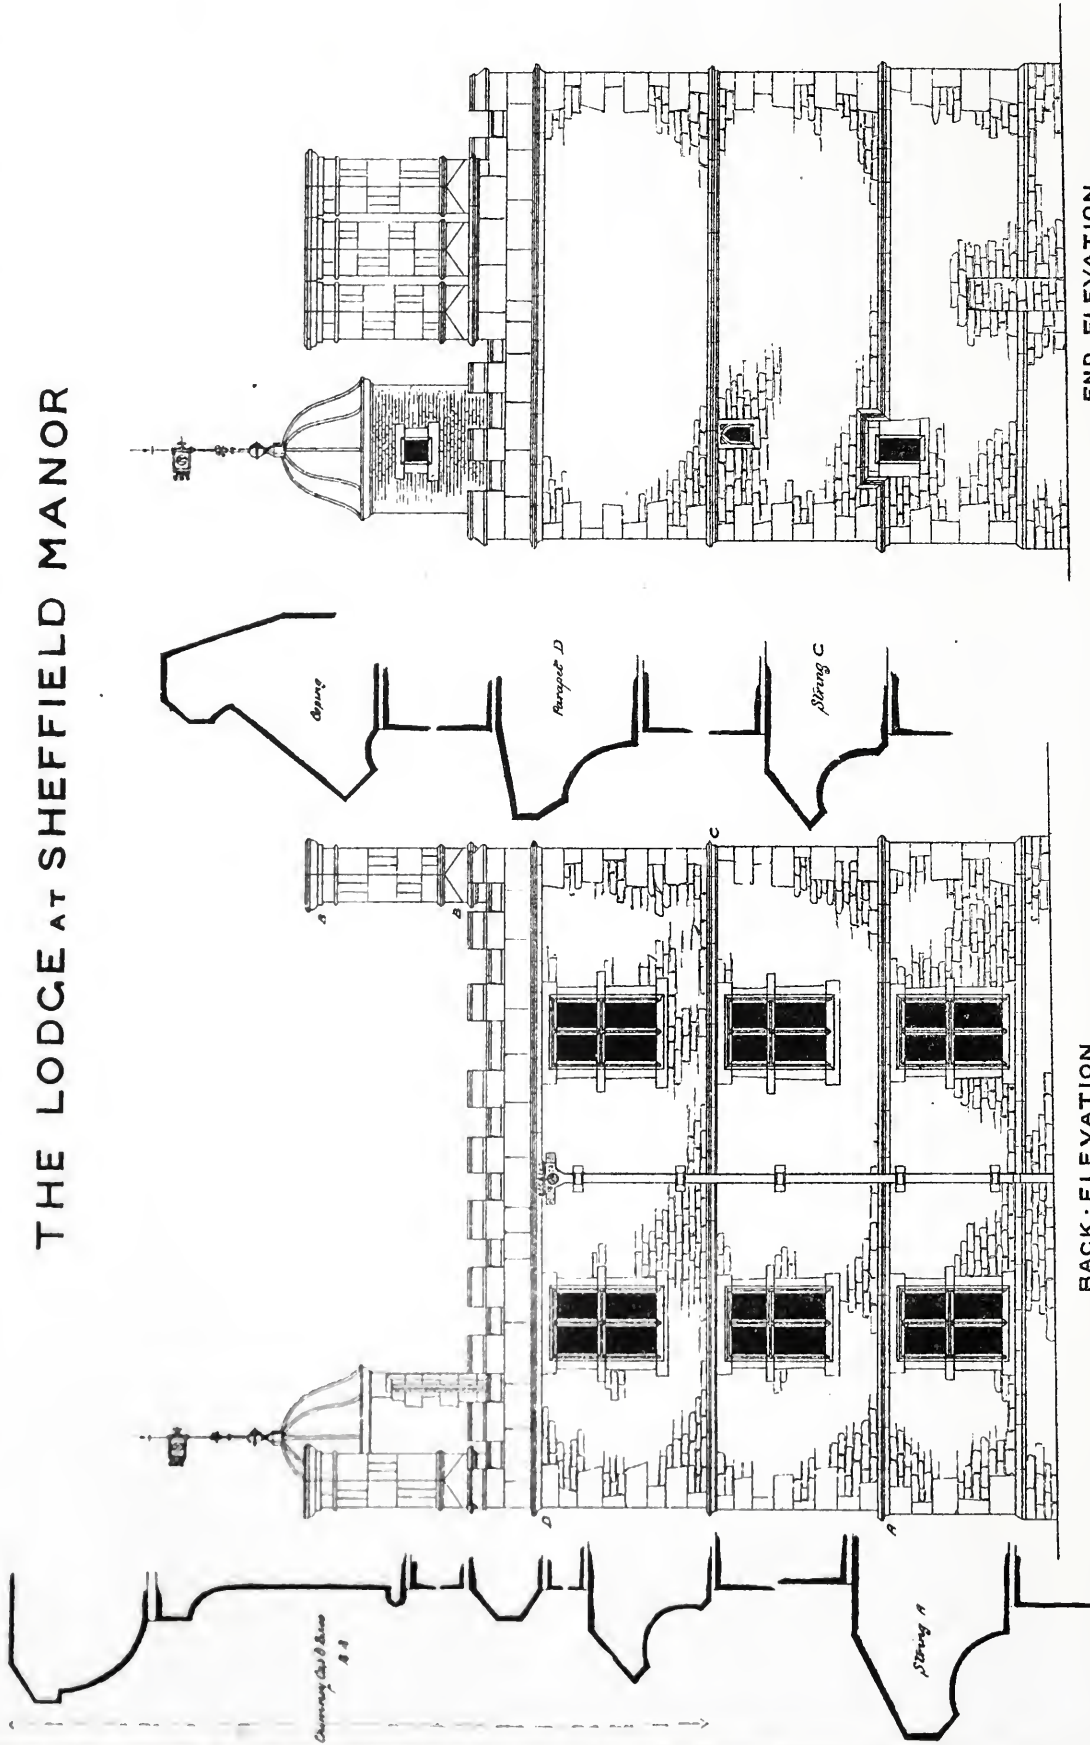 THE LODGE AT SHEFFIELD MANOR
Coping
Parapet D
String C
B
B
C
D
A
Chimney Cap & Base
B B
String A
BACK · ELEVATION
END ELEVATION